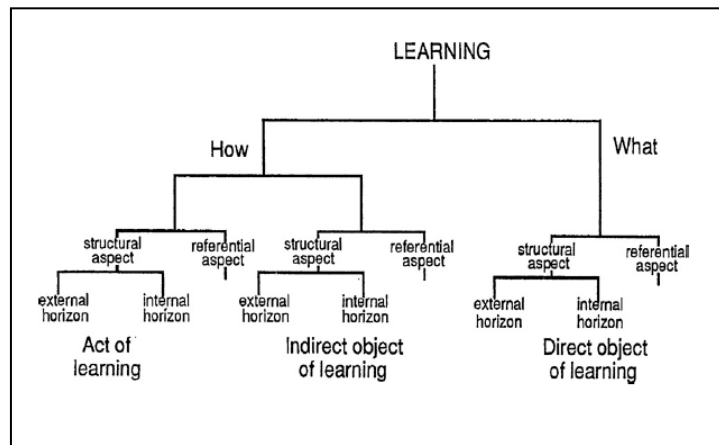 LEARNING
How
What
structural
aspect
referential
aspect
structural
aspect
referential
aspect
structural
aspect
referential
aspect
external
horizon
internal
horizon
external
horizon
internal
horizon
external
horizon
internal
horizon
Act of
learning
Indirect object
of learning
Direct object
of learning